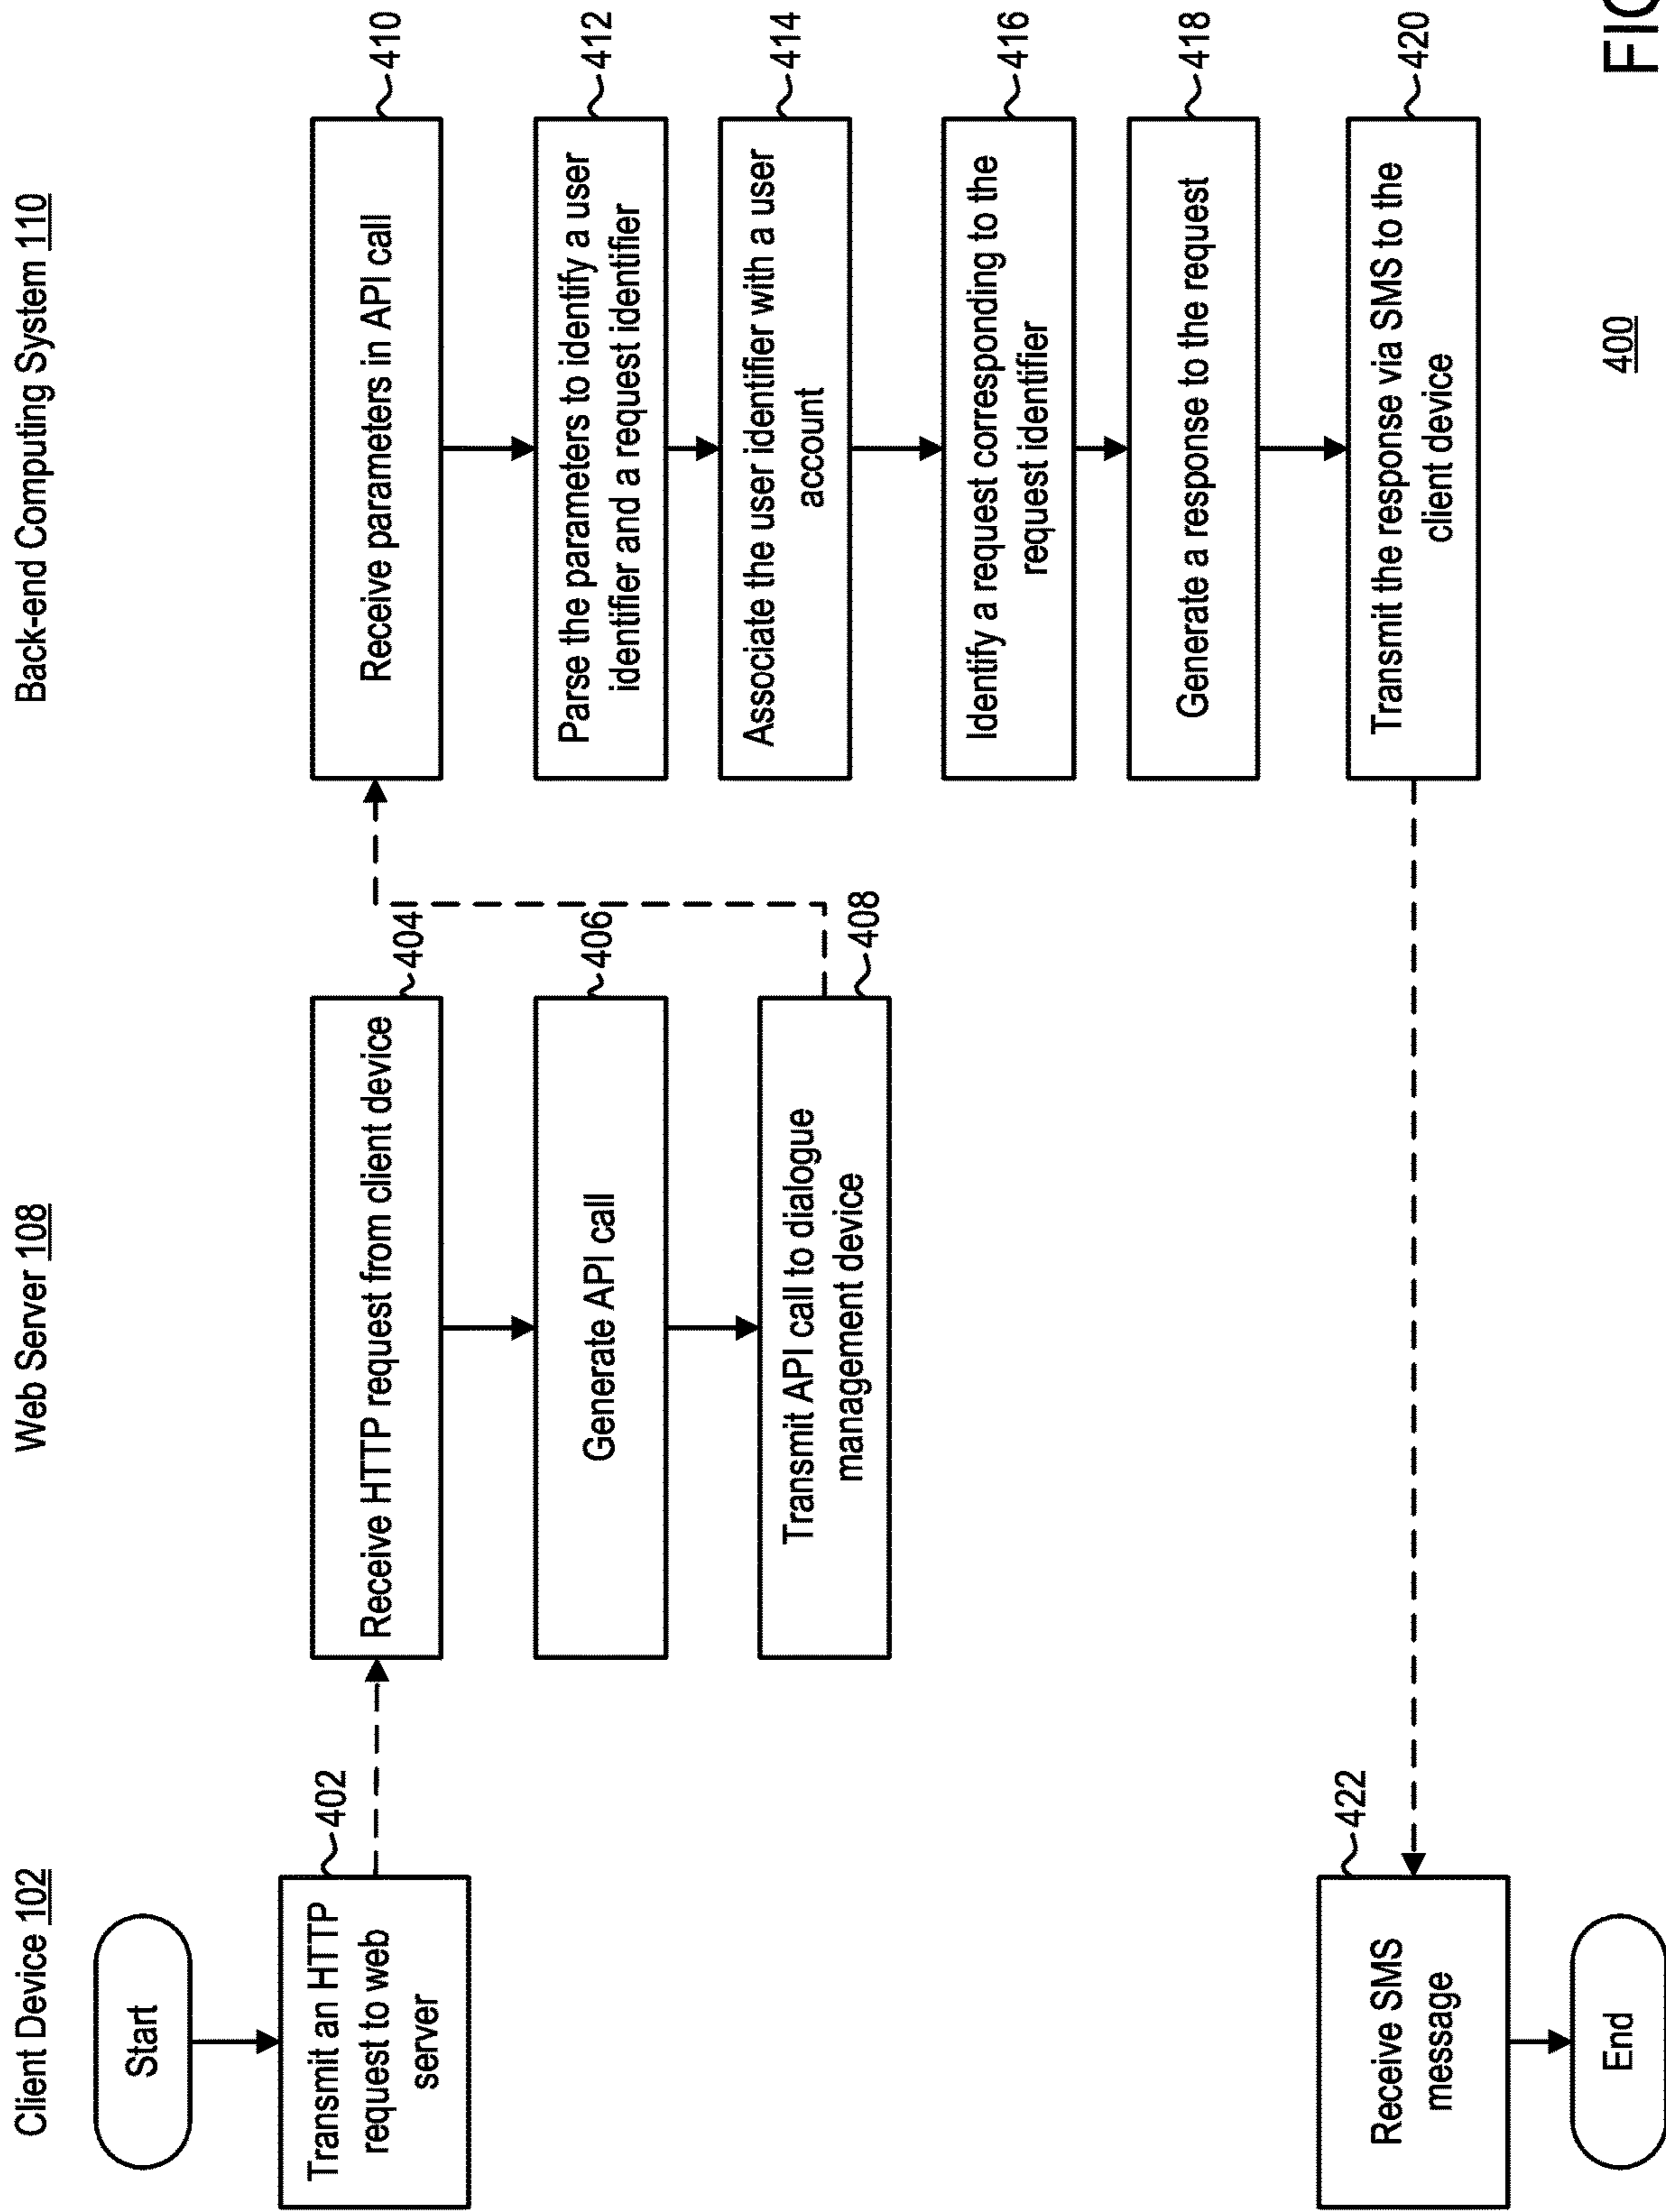 Client Device 102
Web Server 108
Back-end Computing System 110
Start
Transmit an HTTP
request to web
server
402
Receive HTTP request from client device
404
Generate API call
406
Transmit API call to dialogue
management device
408
Receive parameters in API call
410
Parse the parameters to identify a user
identifier and a request identifier
412
Associate the user identifier with a user
account
414
Identify a request corresponding to the
request identifier
416
Generate a response to the request
418
Transmit the response via SMS to the
client device
420
Receive SMS
message
422
End
400